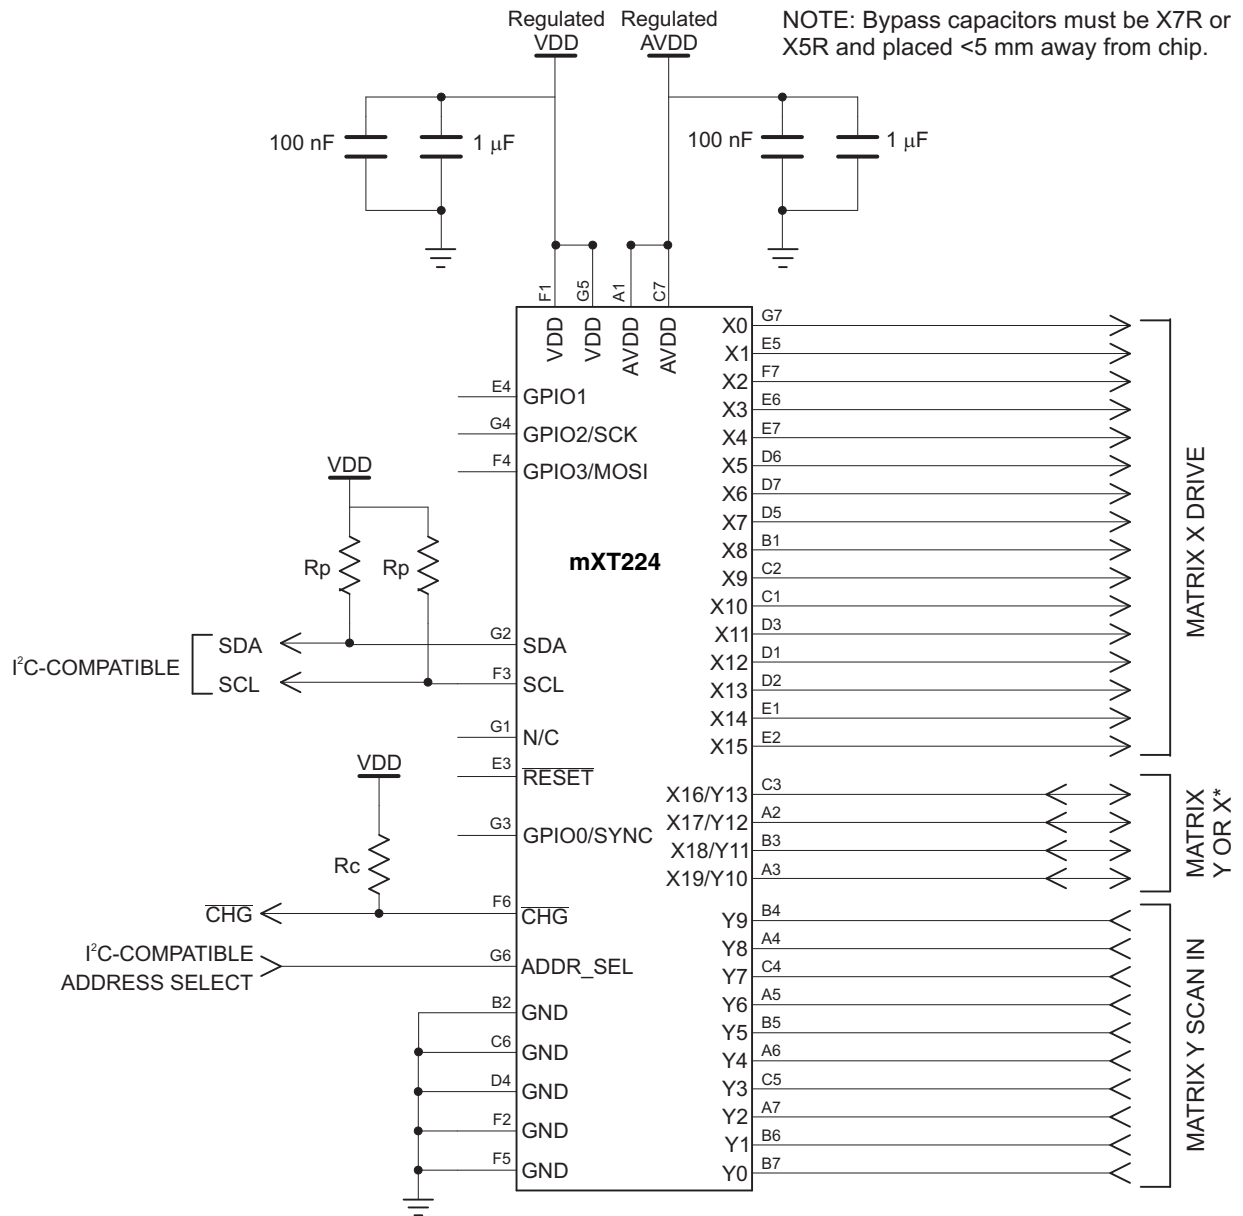 Regulated
VDD
Regulated
AVDD
NOTE: Bypass capacitors must be X7R or
X5R and placed <5 mm away from chip.
100 nF
1 μF
100 nF
1 μF
F1
G5
A1
C7
VDD
VDD
AVDD
AVDD
mXT224
E4 GPIO1
G4 GPIO2/SCK
F4 GPIO3/MOSI
VDD
Rp
Rp
I²C-COMPATIBLE
SDA
G2 SDA
SCL
F3 SCL
G1 N/C
E3 RESET
VDD
G3 GPIO0/SYNC
Rc
CHG
F6 CHG
I²C-COMPATIBLE
ADDRESS SELECT
G6 ADDR_SEL
B2 GND
C6 GND
D4 GND
F2 GND
F5 GND
X0 G7
X1 E5
X2 F7
X3 E6
X4 E7
X5 D6
X6 D7
X7 D5
X8 B1
X9 C2
X10 C1
X11 D3
X12 D1
X13 D2
X14 E1
X15 E2
MATRIX X DRIVE
X16/Y13 C3
X17/Y12 A2
X18/Y11 B3
X19/Y10 A3
MATRIX
Y OR X*
Y9 B4
Y8 A4
Y7 C4
Y6 A5
Y5 B5
Y4 A6
Y3 C5
Y2 A7
Y1 B6
Y0 B7
MATRIX Y SCAN IN